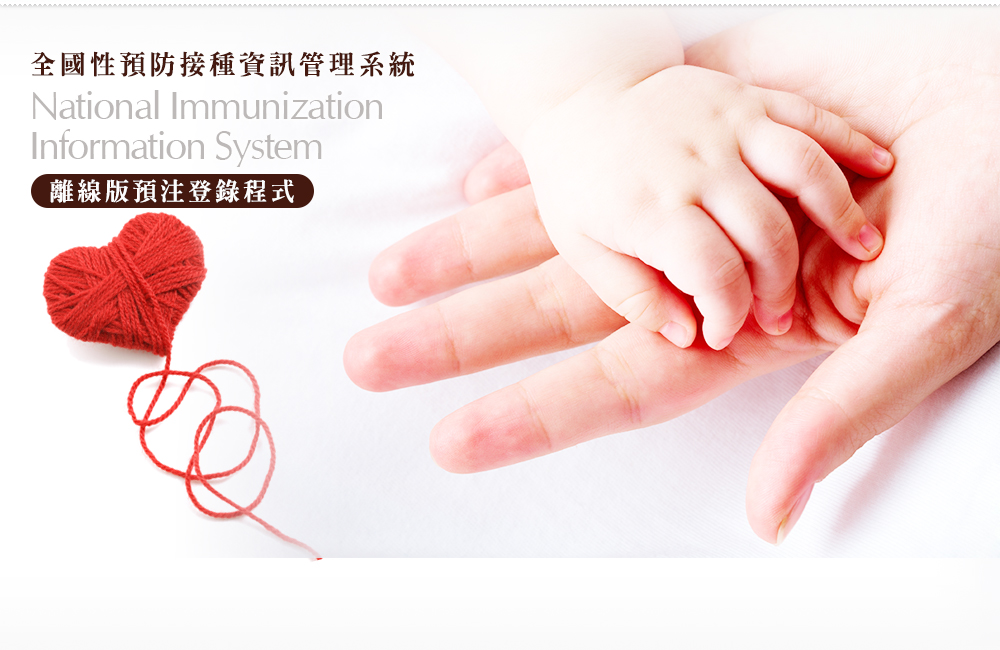 全國性預防接種資訊管理系統
National Immunization
Information System
離線版預注登錄程式